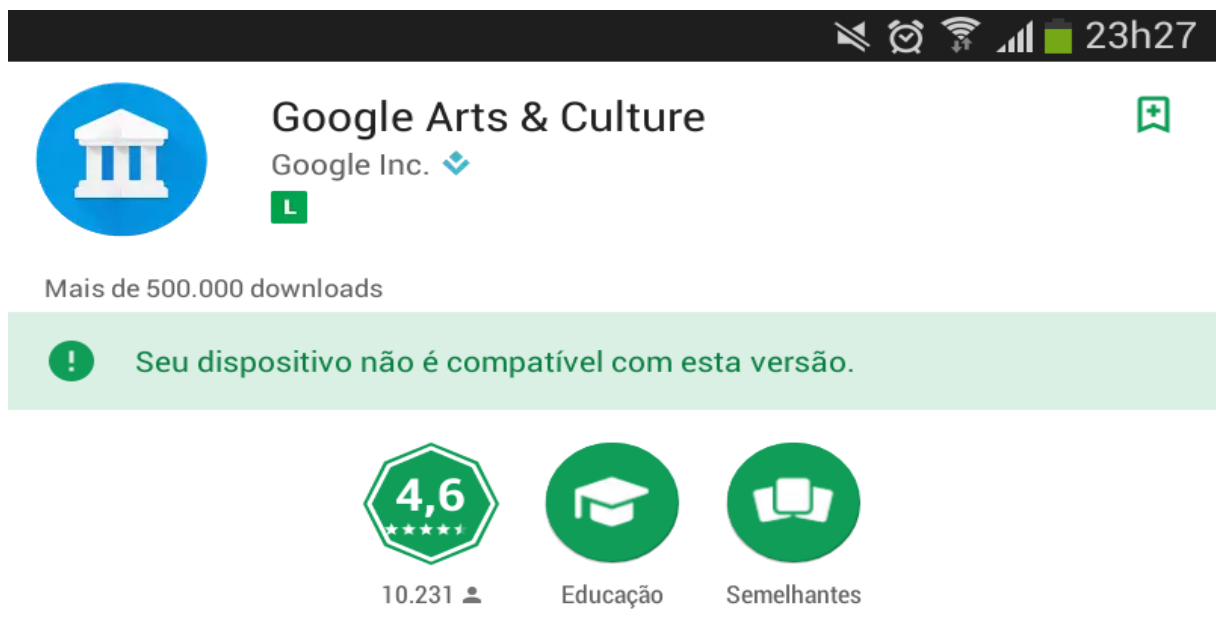 23h27
Google Arts & Culture
Google Inc.
L
Mais de 500.000 downloads
Seu dispositivo não é compatível com esta versão.
4,6
10.231
Educação
Semelhantes